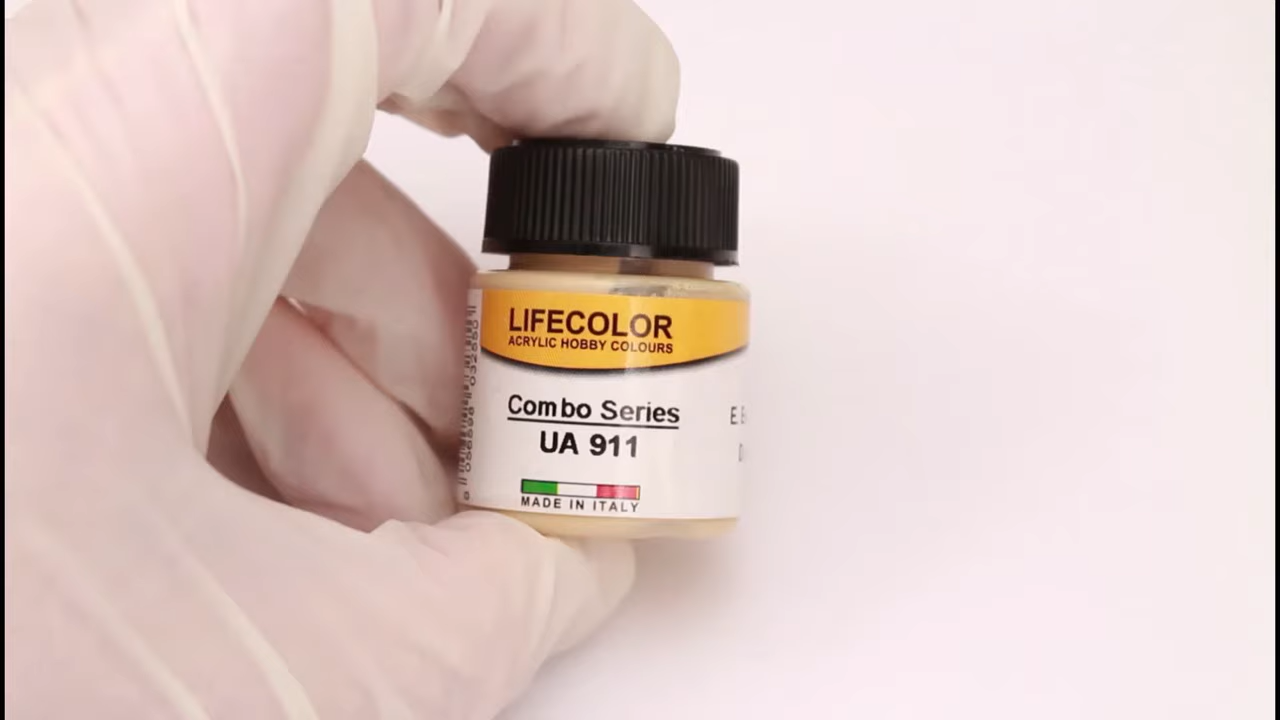 LIFECOLOR
ACRYLIC HOBBY COLOURS
Combo Series
UA 911
MADE IN ITALY